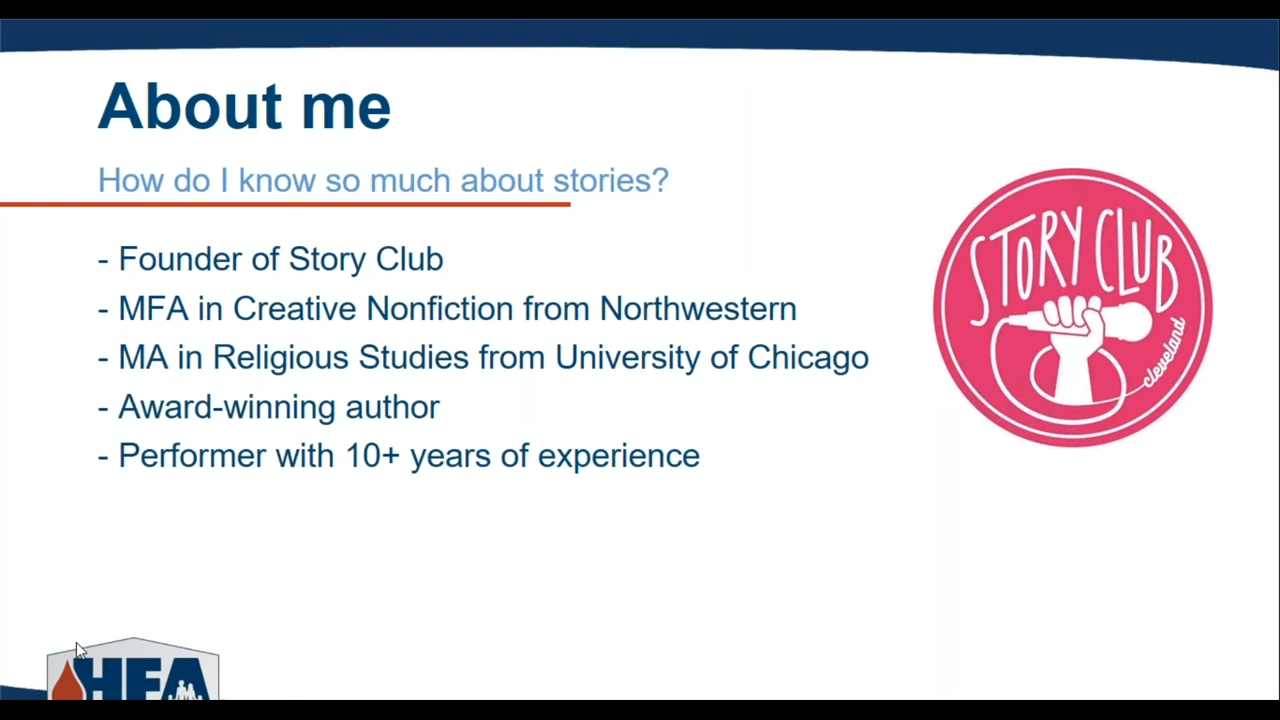 About me
How do I know so much about stories?
- Founder of Story Club
- MFA in Creative Nonfiction from Northwestern
- MA in Religious Studies from University of Chicago
- Award-winning author
- Performer with 10+ years of experience
STORY CLUB
cleveland
HFA